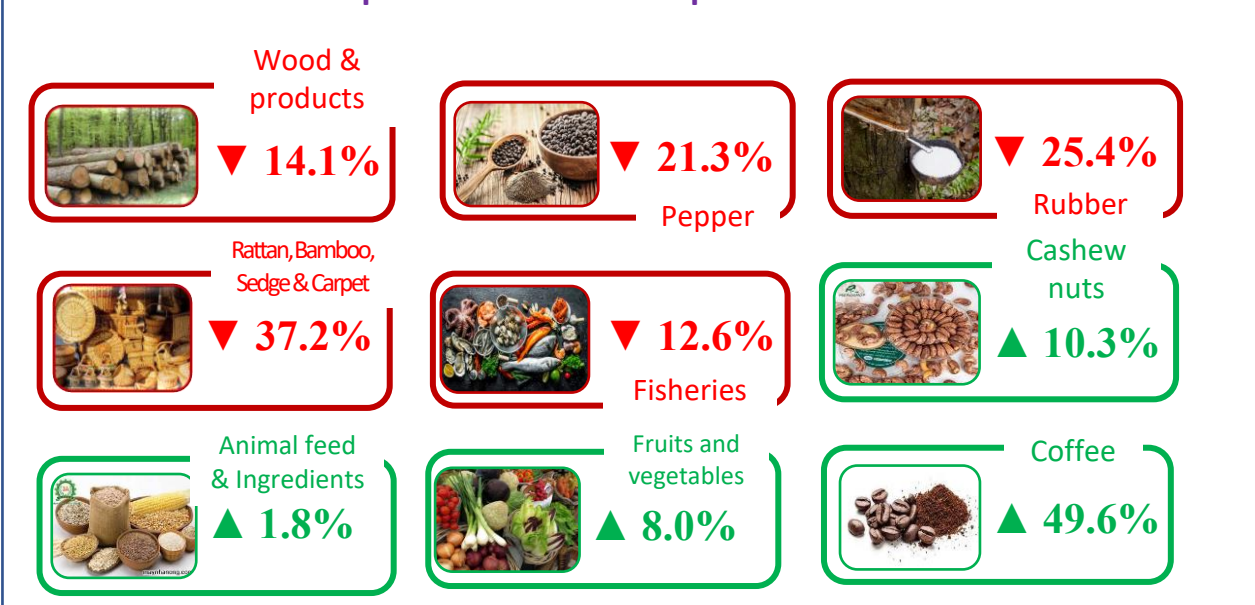 Wood &
products
▼ 14.1%
▼ 21.3%
Pepper
▼ 25.4%
Rubber
Rattan, Bamboo,
Sedge & Carpet
▼ 37.2%
▼ 12.6%
Fisheries
Cashew
nuts
▲ 10.3%
Animal feed
& Ingredients
▲ 1.8%
Fruits and
vegetables
▲ 8.0%
Coffee
▲ 49.6%